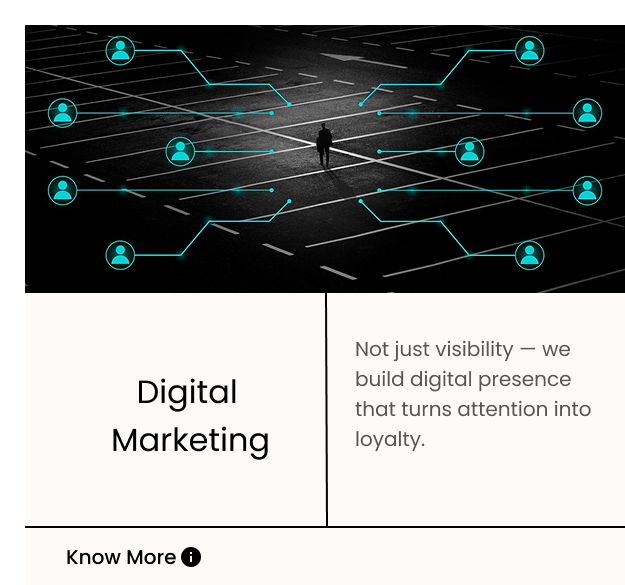 Digital
Marketing
Not just visibility — we
build digital presence
that turns attention into
loyalty.
Know More